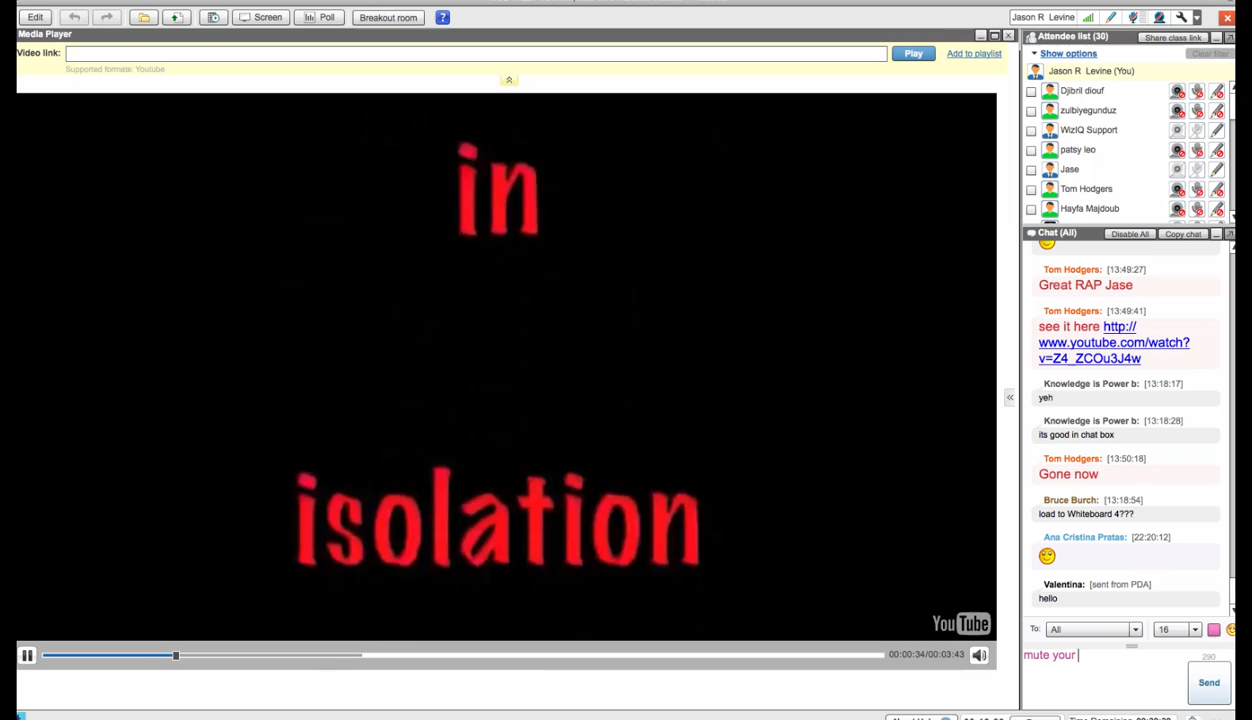 Edit Screen Poll Breakout room ? Jason R Levine
Media Player
Video link: Play Add to playlist
Supported formats: Youtube
in
isolation
YouTube
00:00:34/00:03:43
Attendee list (30) Share class link
Show options Clear filter
Jason R Levine (You)
Djibril diouf
zulbiyegunduz
WizIQ Support
patsy leo
Jase
Tom Hodgers
Hayfa Majdoub
Chat (All) Disable All Copy chat
Tom Hodgers: [13:49:27]
Great RAP Jase
Tom Hodgers: [13:49:41]
see it here http://
www.youtube.com/watch?
v=Z4_ZCOu3J4w
Knowledge is Power b: [13:18:17]
yeh
Knowledge is Power b: [13:18:28]
its good in chat box
Tom Hodgers: [13:50:18]
Gone now
Bruce Burch: [13:18:54]
load to Whiteboard 4???
Ana Cristina Pratas: [22:20:12]
Valentina: [sent from PDA]
hello
To: All 16
mute your
290
Send